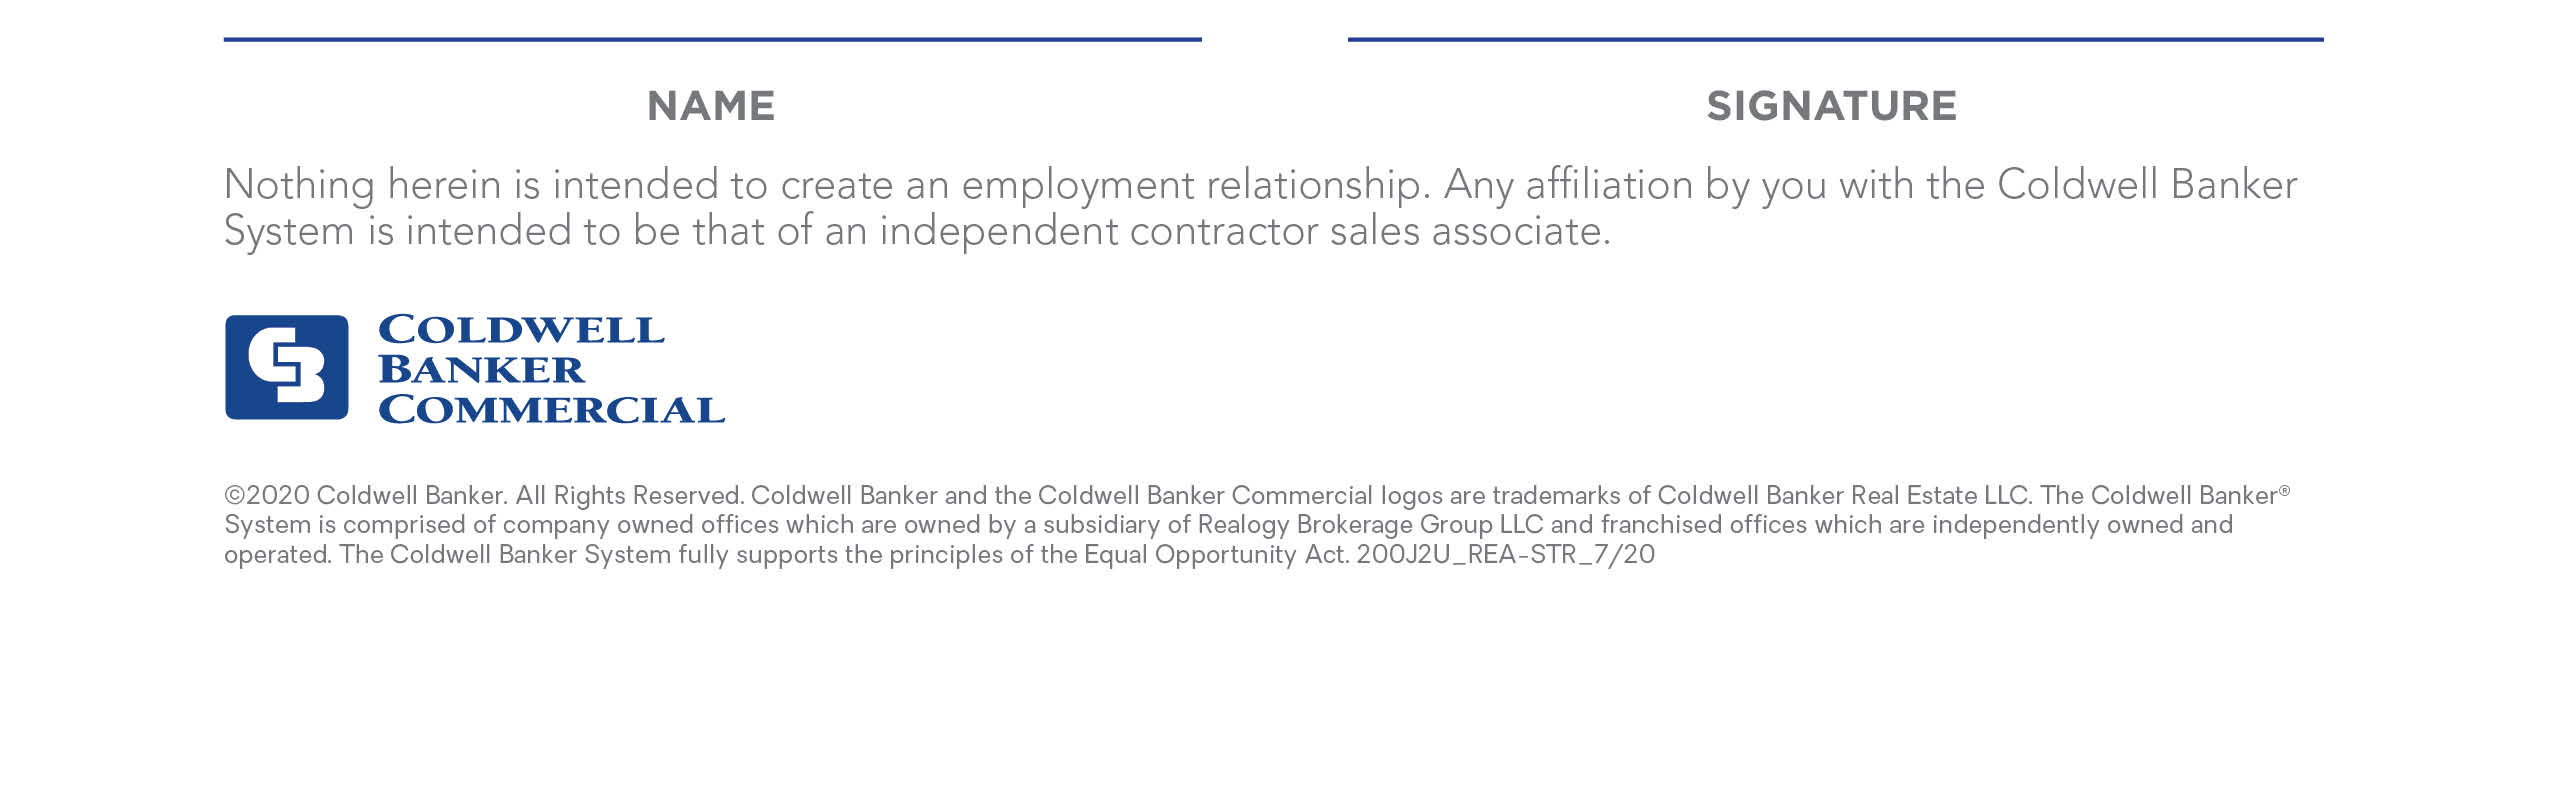 NAME SIGNATURE
Nothing herein is intended to create an employment relationship. Any affiliation by you with the Coldwell Banker
System is intended to be that of an independent contractor sales associate.
CB COLDWELL
BANKER
COMMERCIAL
©2020 Coldwell Banker. All Rights Reserved. Coldwell Banker and the Coldwell Banker Commercial logos are trademarks of Coldwell Banker Real Estate LLC. The Coldwell Banker®
System is comprised of company owned offices which are owned by a subsidiary of Realogy Brokerage Group LLC and franchised offices which are independently owned and
operated. The Coldwell Banker System fully supports the principles of the Equal Opportunity Act. 200J2U_REA-STR_7/20